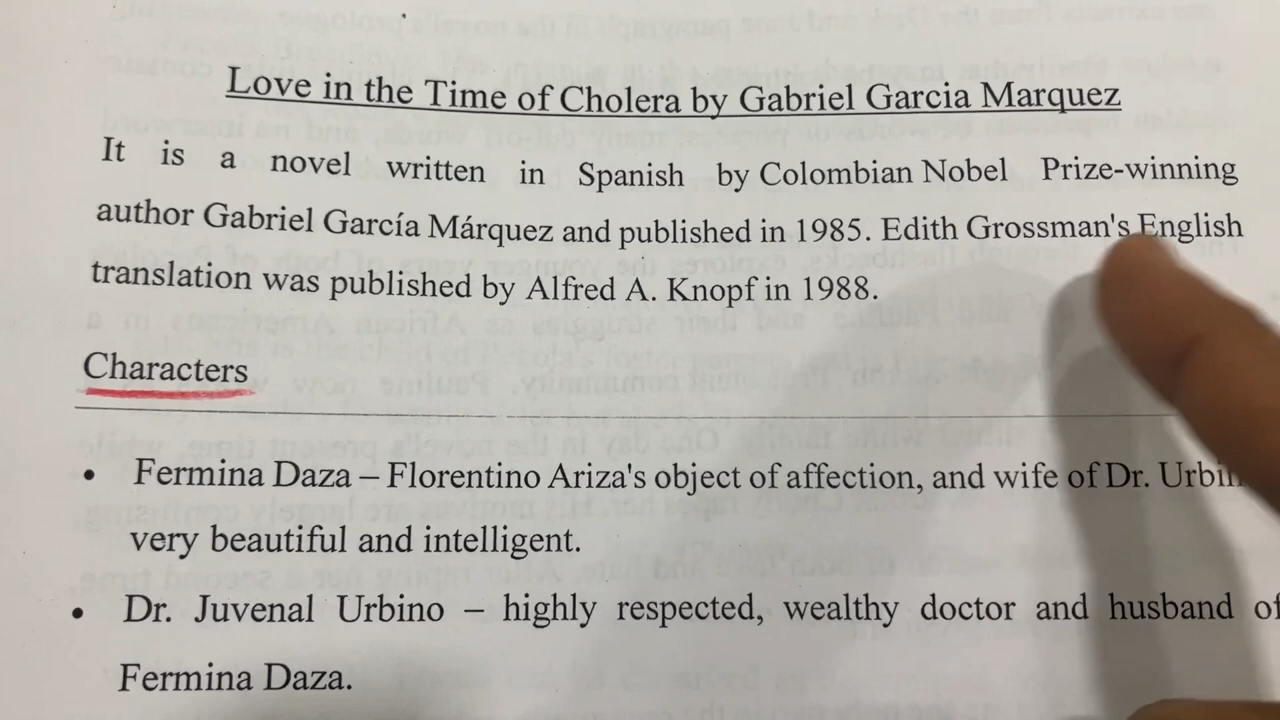 Love in the Time of Cholera by Gabriel Garcia Marquez
It is a novel written in Spanish by Colombian Nobel Prize-winning
author Gabriel García Márquez and published in 1985. Edith Grossman's English
translation was published by Alfred A. Knopf in 1988.
Characters
• Fermina Daza – Florentino Ariza's object of affection, and wife of Dr.
very beautiful and intelligent.
• Dr. Juvenal Urbino – highly respected, wealthy doctor and husband of
Fermina Daza.